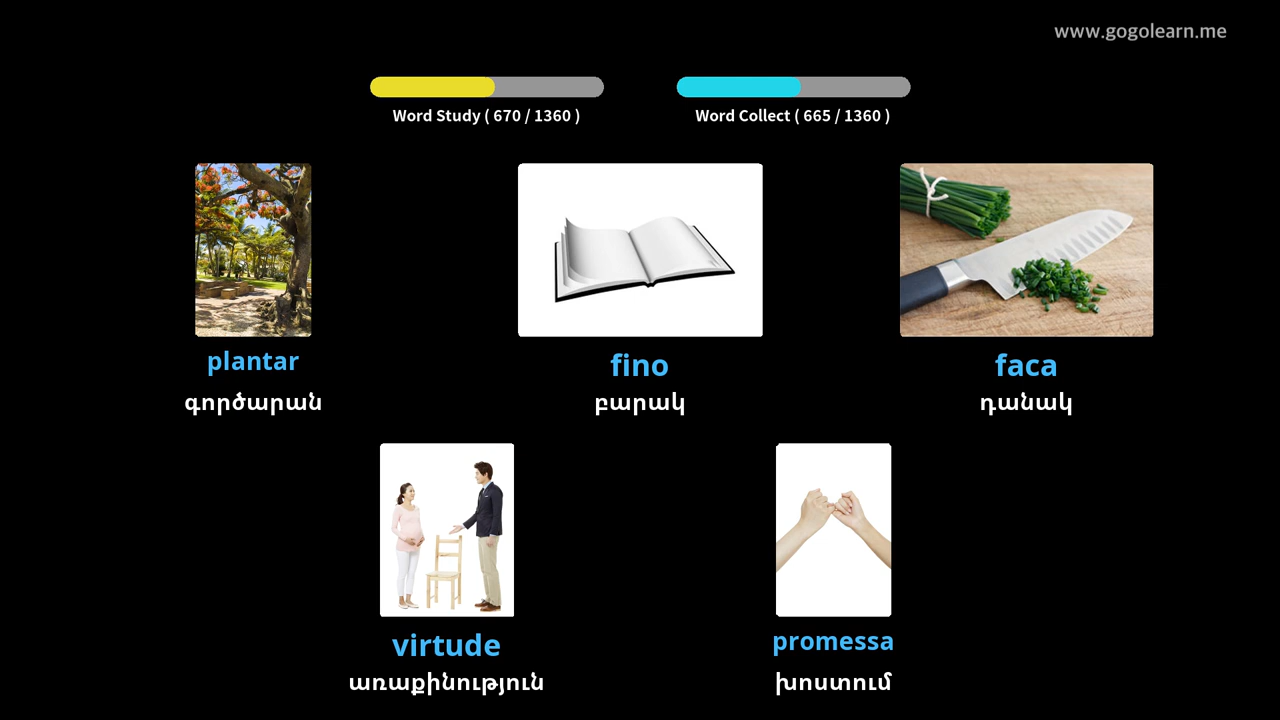 www.gogolearn.me
Word Study ( 670 / 1360 )
Word Collect ( 665 / 1360 )
plantar
գործարան
fino
բարակ
faca
դանակ
virtude
առաքինություն
promessa
խոստում